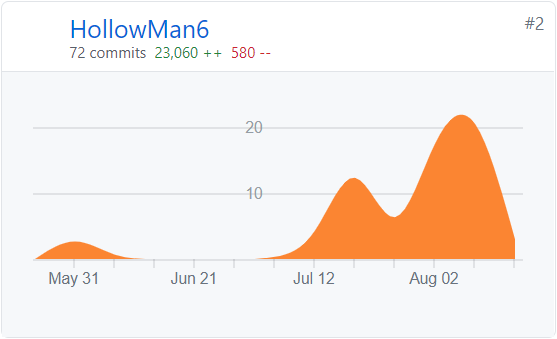 HollowMan6
#2
72 commits 23,060 ++ 580 --
20
10
May 31 Jun 21 Jul 12 Aug 02